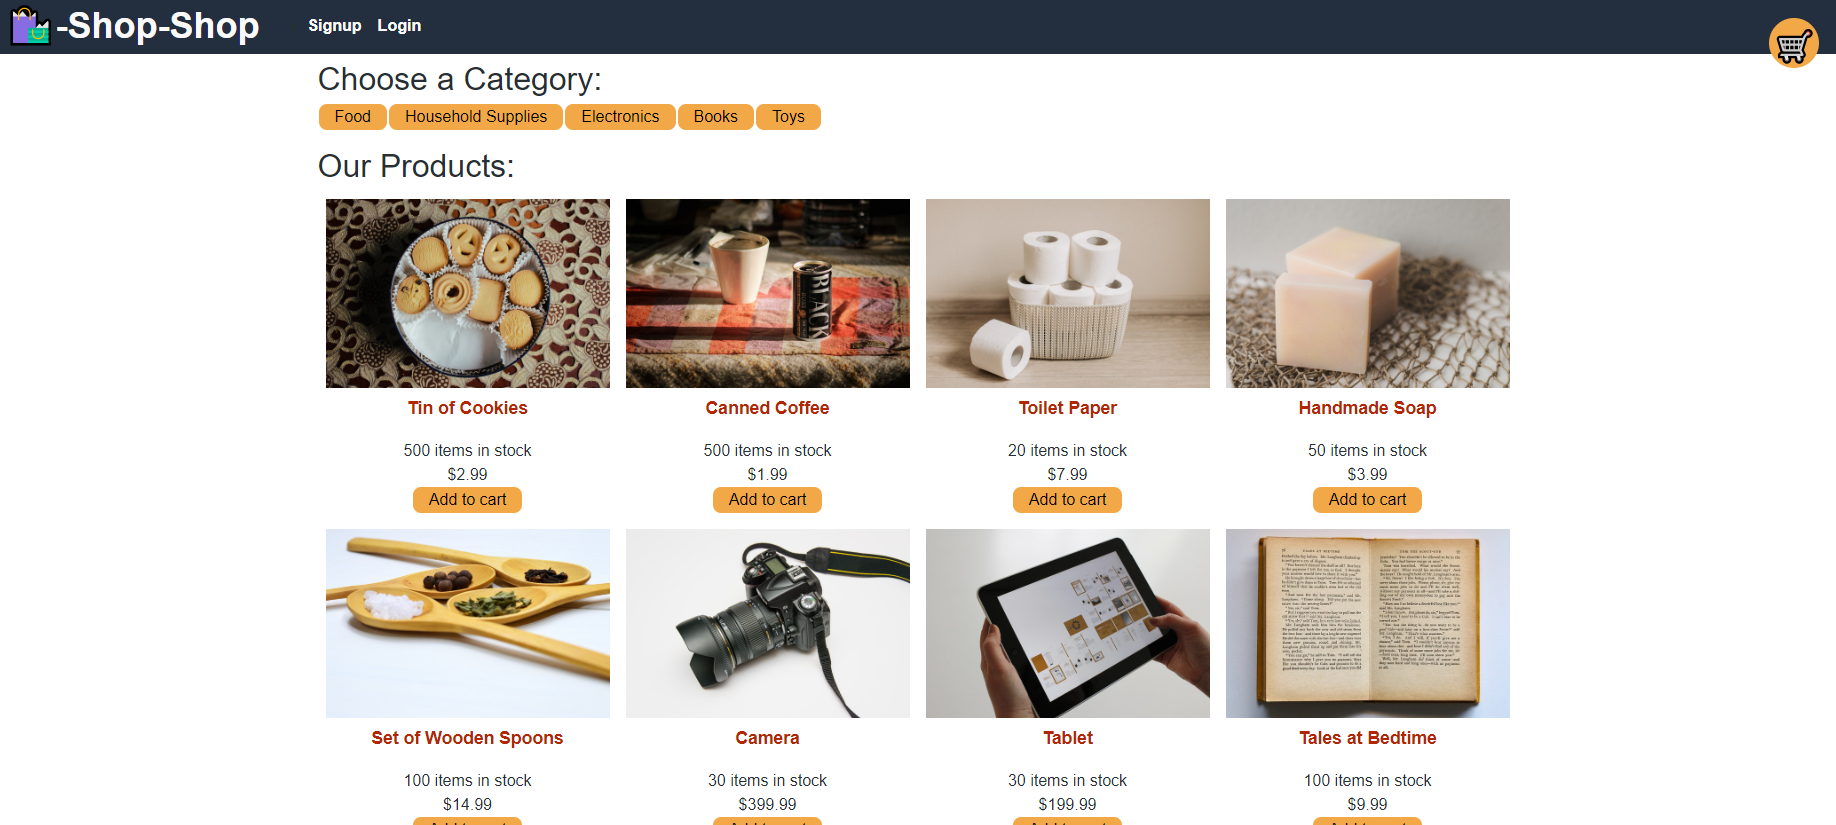 -Shop-Shop
Signup Login
Choose a Category:
Food Household Supplies Electronics Books Toys
Our Products:
BLACK
Tin of Cookies
500 items in stock
$2.99
Add to cart
Canned Coffee
500 items in stock
$1.99
Add to cart
Toilet Paper
20 items in stock
$7.99
Add to cart
Handmade Soap
50 items in stock
$3.99
Add to cart
Set of Wooden Spoons
100 items in stock
$14.99
Camera
30 items in stock
$399.99
Tablet
30 items in stock
$199.99
Tales at Bedtime
100 items in stock
$9.99